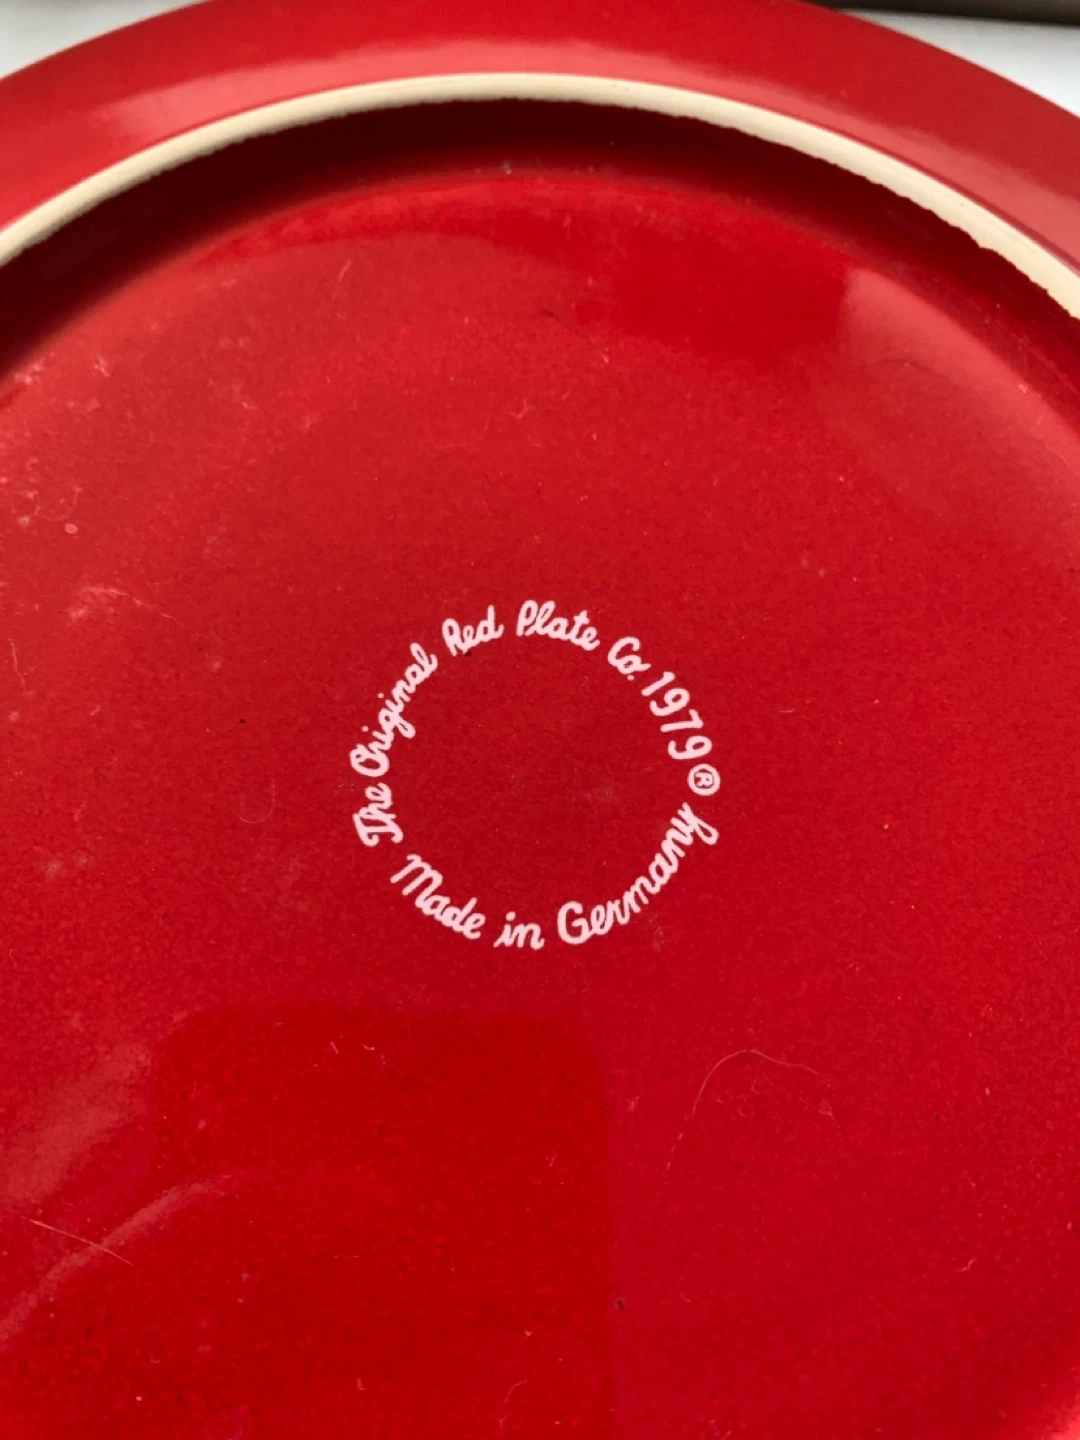 The Original Red Plate Co. 1979 ®
Made in Germany